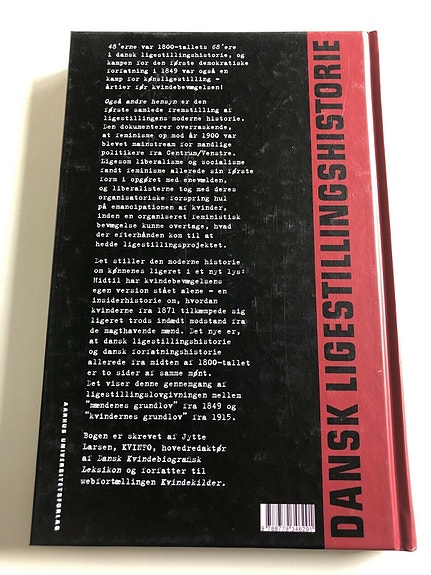 48'erne var 1800-tallets 68'ere
i dansk ligestillingshistorie, og
kampen for den første demokratiske
forfatning i 1849 var også en
kamp for kønsligestilling –
årtier før kvindebevægelsen!
Også andre hensyn er den
første samlede fremstilling af
ligestillingens moderne historie.
Den dokumenterer overraskende,
at feminisme op mod år 1900 var
blevet mainstream for mandlige
politikere fra Centrum/Venstre.
Ligesom liberalisme og socialisme
fandt feminisme allerede sin første
form i opgøret med enevælden,
og liberalisterne tog med deres
organisatoriske forspring hul
på emancipationen af kvinder,
inden en organiseret feministisk
bevægelse kunne overtage, hvad
der efterhånden kom til at
hedde ligestillingsprojektet.
Det stiller den moderne historie
om kønnenes ligeret i et nyt lys:
Hidtil har kvindebevægelsens
egen version stået alene – en
insiderhistorie om, hvordan
kvinderne fra 1871 tilkæmpede sig
ligeret trods indædt modstand fra
de magthavende mænd. Det nye er,
at dansk ligestillingshistorie
og dansk forfatningshistorie
allerede fra midten af 1800-tallet
er to sider af samme mønt.
Det viser denne gennemgang af
ligestillingslovgivningen mellem
"mændenes grundlov" fra 1849 og
"kvindernes grundlov" fra 1915.
Bogen er skrevet af Jytte
Larsen, KVINFO, hovedredaktør
af Dansk Kvindebiografisk
Leksikon og forfatter til
webfortællingen Kvindekilder.
AARHUS UNIVERSITETSFORLAG
DANSK LIGESTILLINGSHISTORIE